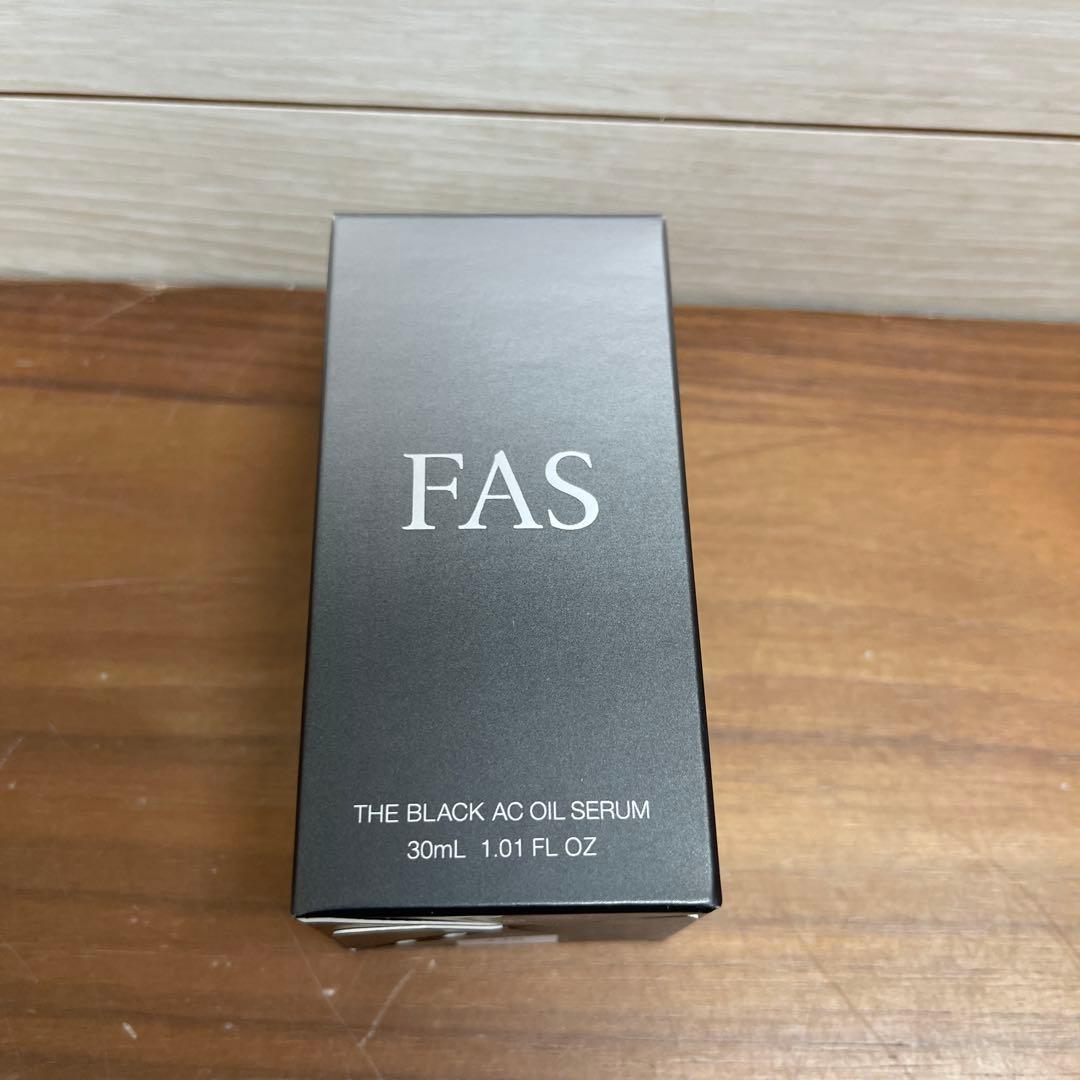 FAS
THE BLACK AC OIL SERUM
30mL 1.01 FL OZ